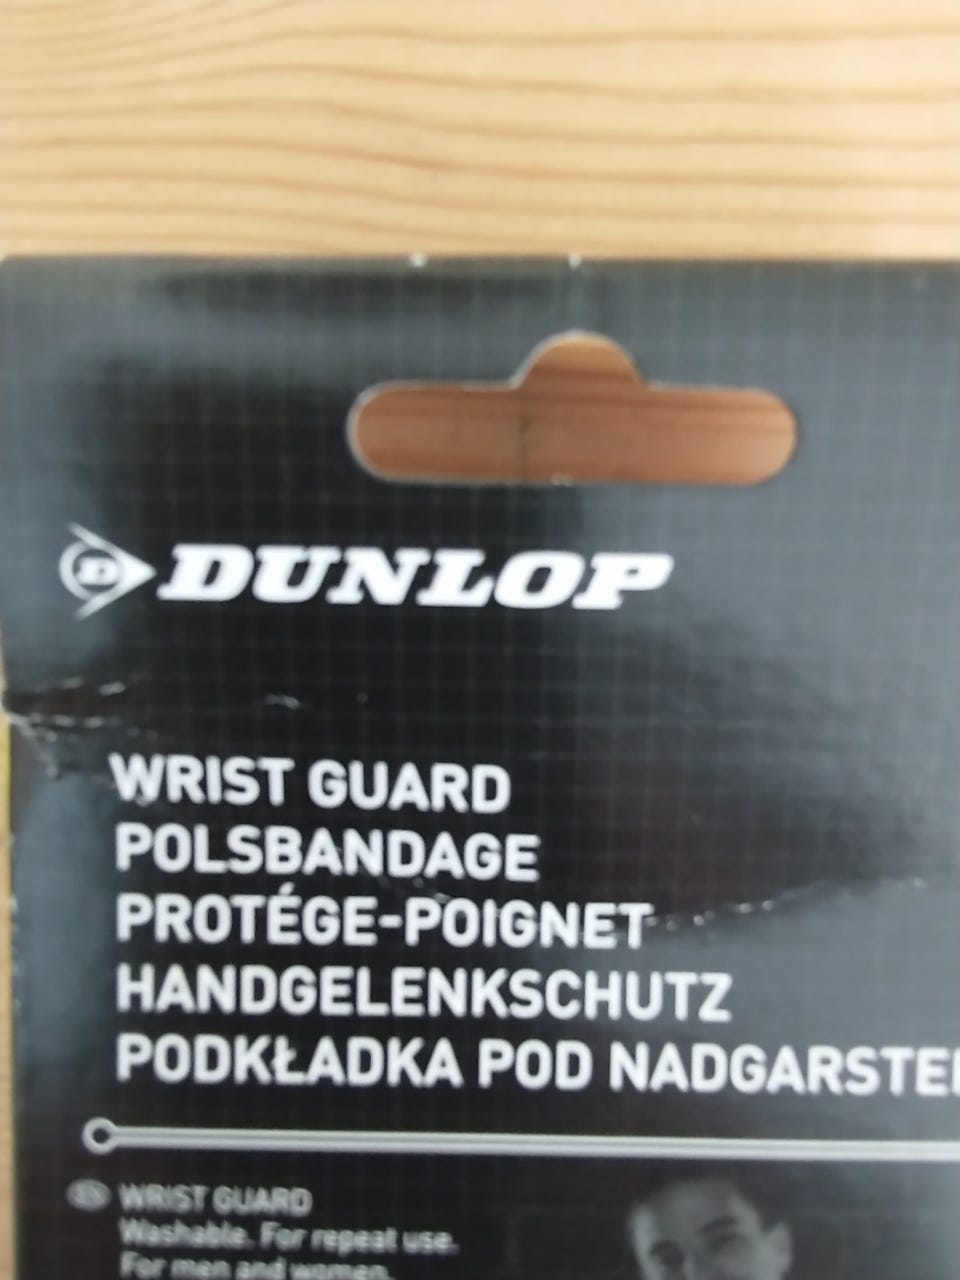 DUNLOP
WRIST GUARD
POLSBANDAGE
PROTÉGE-POIGNET
HANDGELENKSCHUTZ
PODKŁADKA POD
WRIST GUARD
Washable. For repeat use.
For men and women.